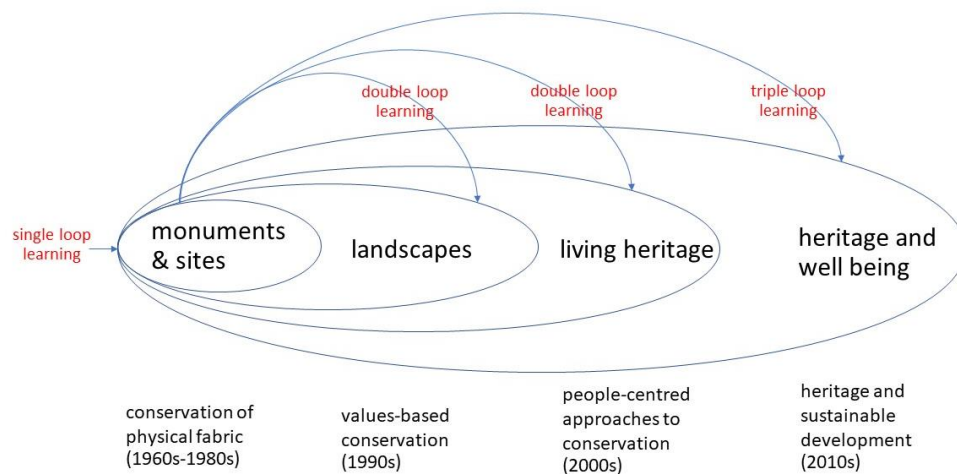 double loop
learning
double loop
learning
triple loop
learning
single loop
learning
monuments
& sites
landscapes
living heritage
heritage and
well being
conservation of
physical fabric
(1960s-1980s)
values-based
conservation
(1990s)
people-centred
approaches to
conservation
(2000s)
heritage and
sustainable
development
(2010s)